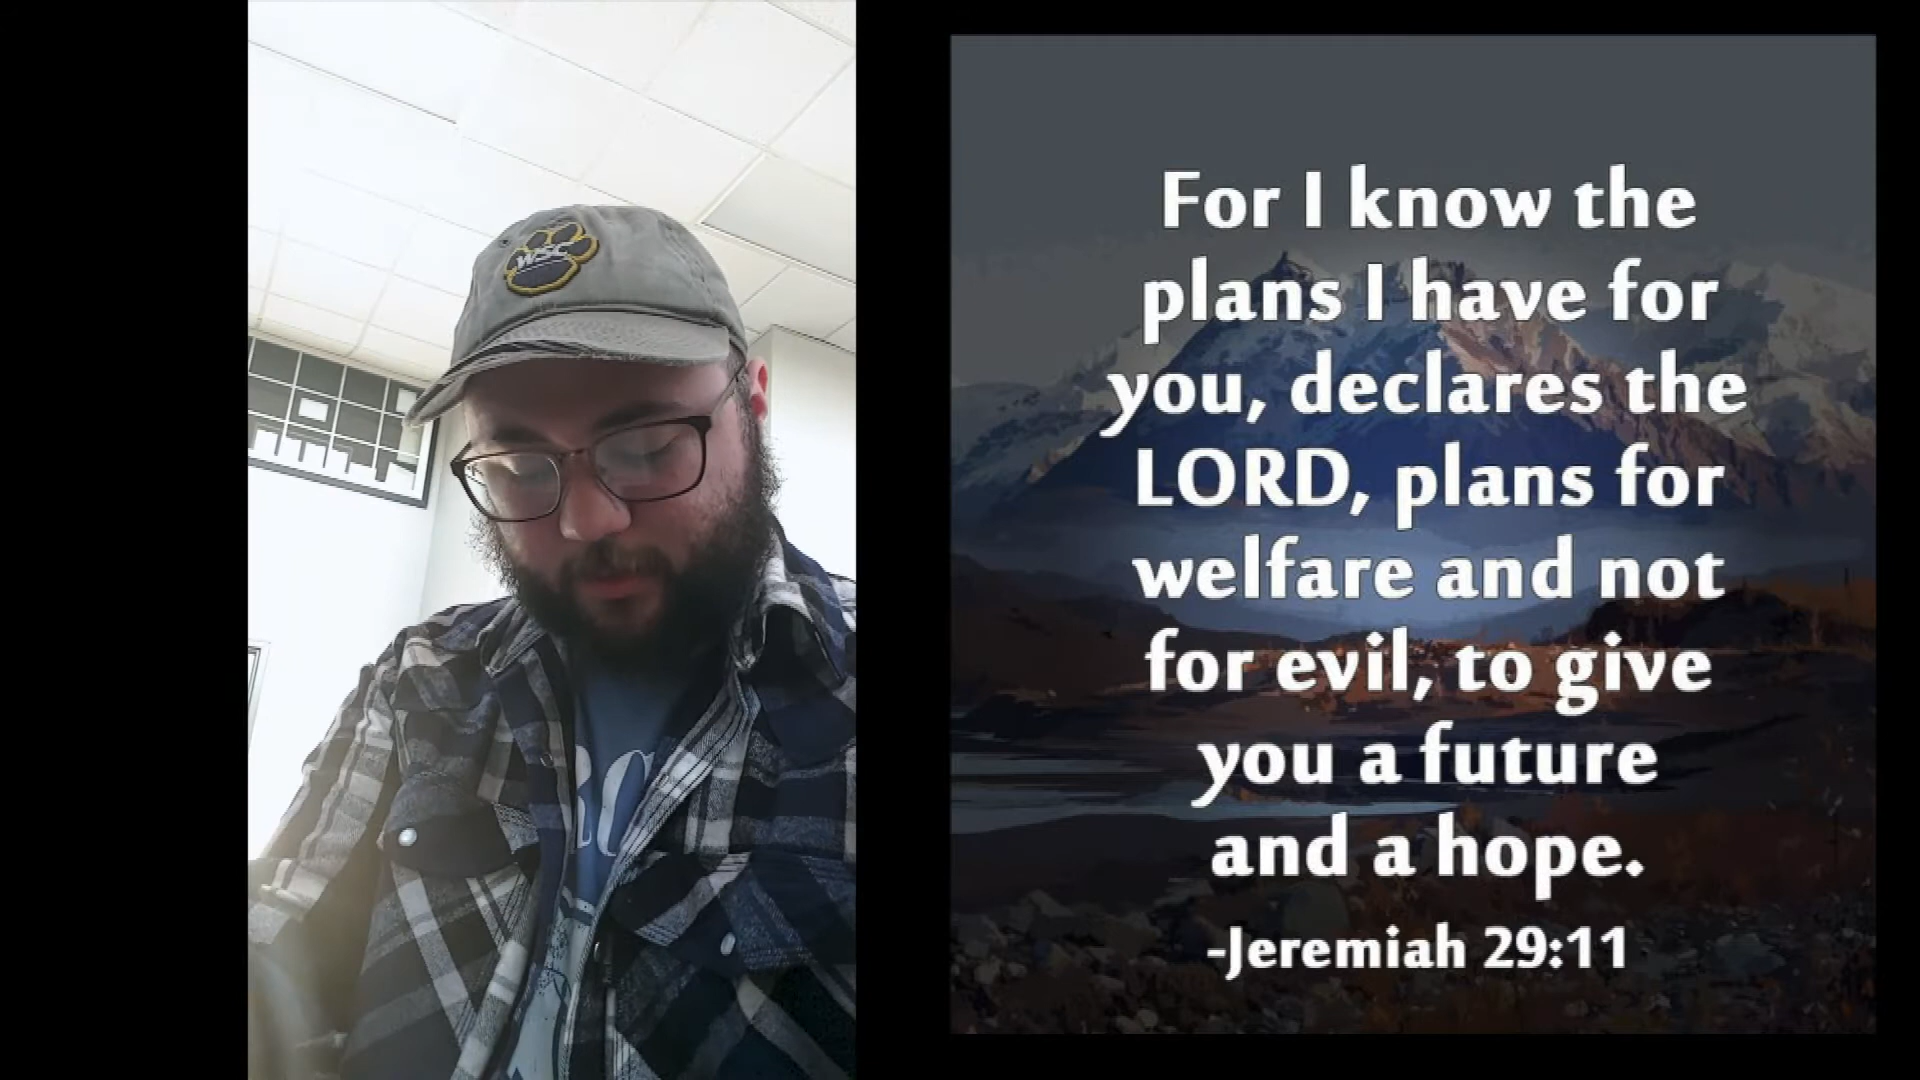 WSC
For I know the
plans I have for
you, declares the
LORD, plans for
welfare and not
for evil, to give
you a future
and a hope.
-Jeremiah 29:11